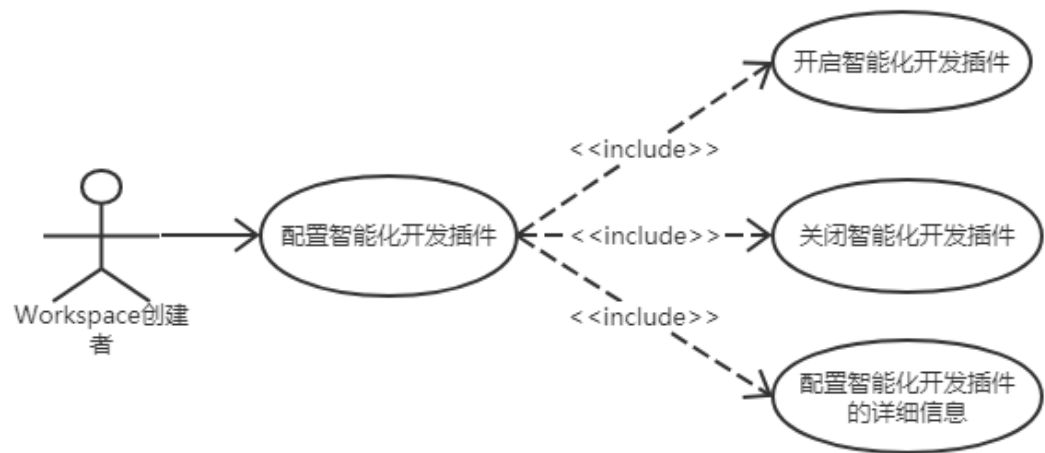 开启智能化开发插件
<<include>>
配置智能化开发插件
<<include>>
关闭智能化开发插件
Workspace创建
者
<<include>>
配置智能化开发插件
的详细信息